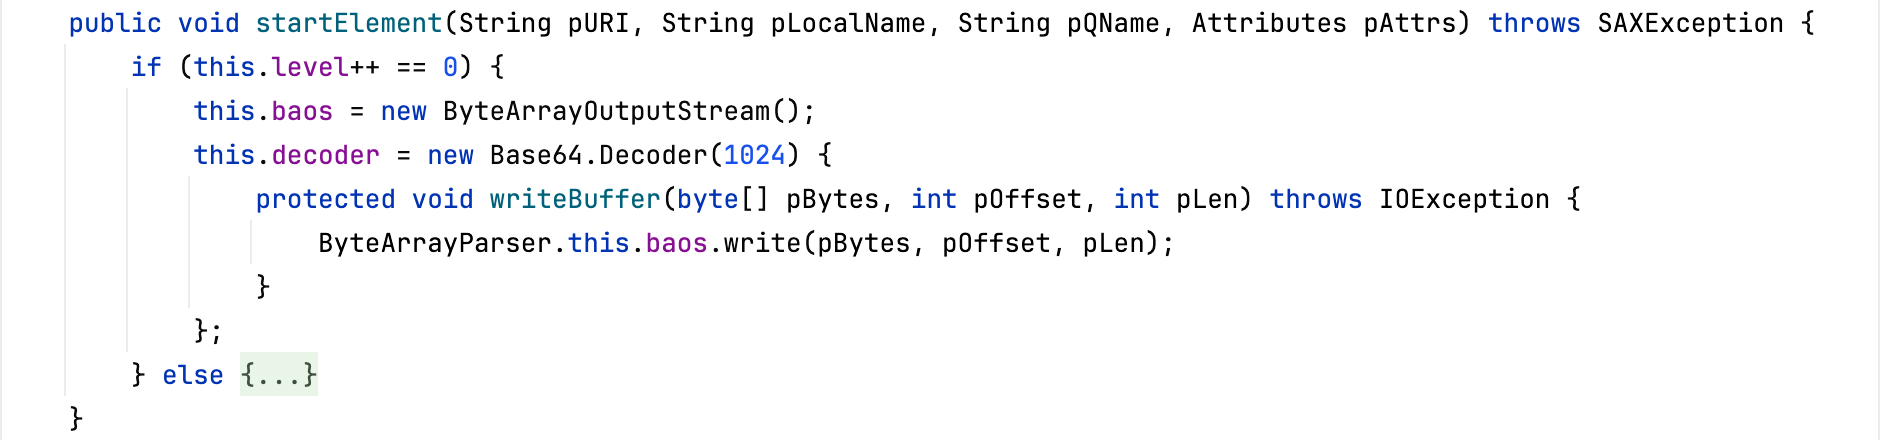 public void startElement(String pURI, String pLocalName, String pQName, Attributes pAttrs) throws SAXException {
    if (this.level++ == 0) {
        this.baos = new ByteArrayOutputStream();
        this.decoder = new Base64.Decoder(1024) {
            protected void writeBuffer(byte[] pBytes, int pOffset, int pLen) throws IOException {
                ByteArrayParser.this.baos.write(pBytes, pOffset, pLen);
            }
        };
    } else {...}
}